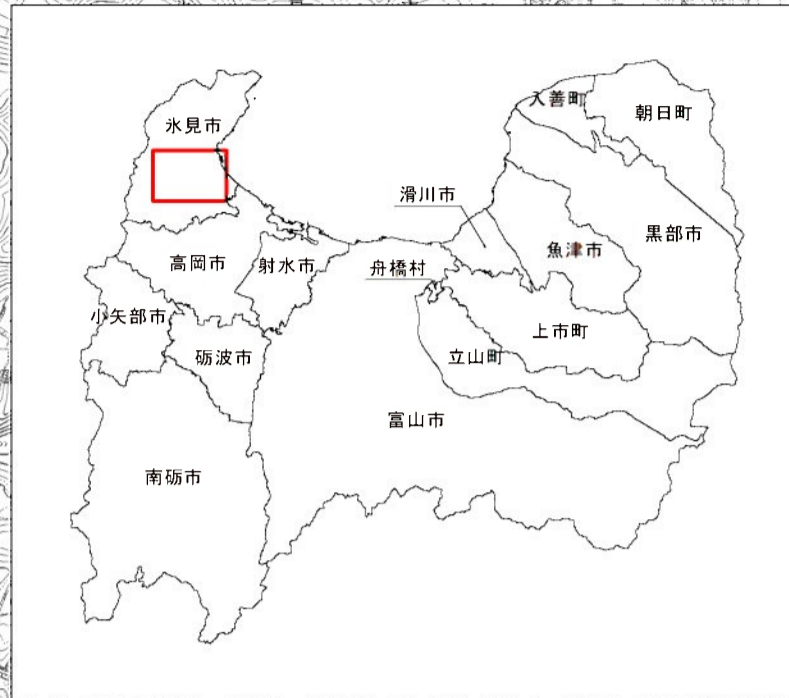 入善町
朝日町
氷見市
滑川市
黒部市
魚津市
高岡市
射水市
舟橋村
小矢部市
上市町
砺波市
立山町
富山市
南砺市